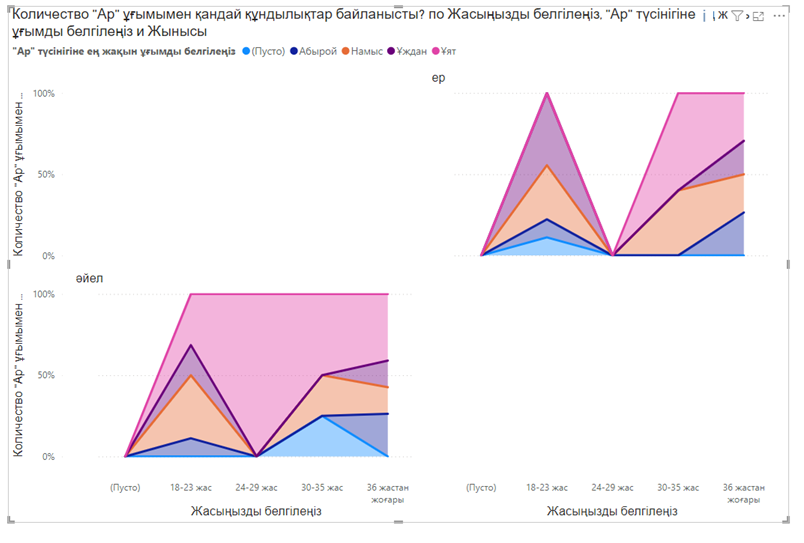 Количество "Ар" ұғымымен қандай құндылықтар байланысты? по Жасыңызды белгілеңіз, "Ар" түсінігіне
ұғымды белгілеңіз и Жынысы
"Ар" түсінігіне ең жақын ұғымды белгілеңіз (Пусто) Абырой Намыс Ұждан Ұят
ер
Количество "Ар" ұғымымен ...
100%
50%
0%
әйел
Количество "Ар" ұғымымен ...
100%
50%
0%
(Пусто) 18-23 жас 24-29 жас 30-35 жас 36 жастан
жоғары
Жасыңызды белгілеңіз
(Пусто) 18-23 жас 24-29 жас 30-35 жас 36 жастан
жоғары
Жасыңызды белгілеңіз